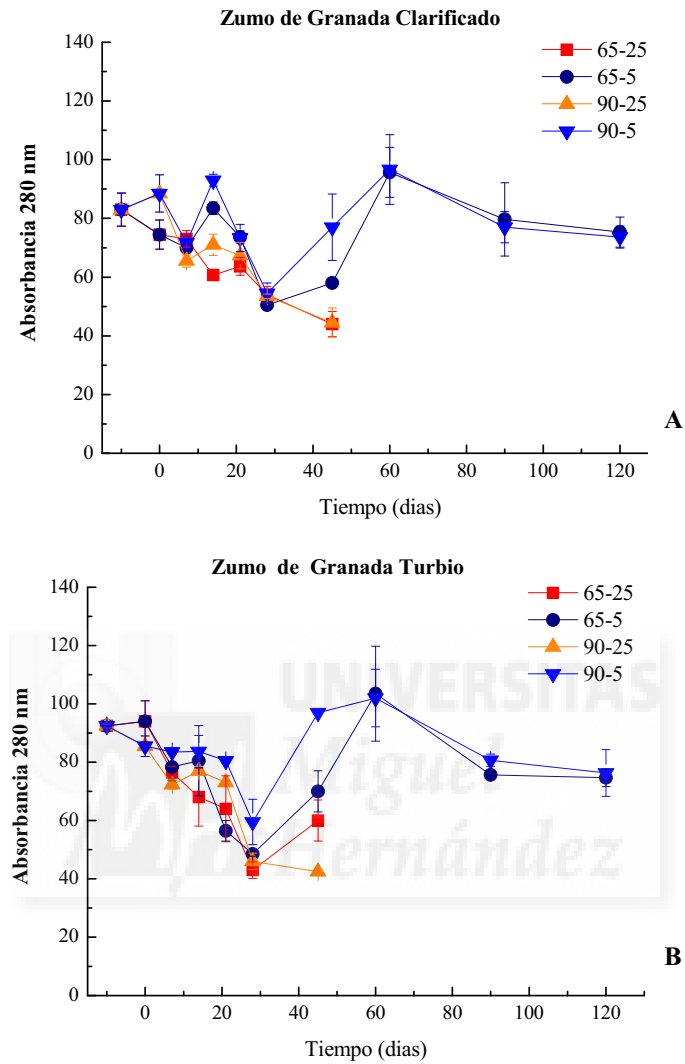 Zumo de Granada Clarificado
140
120
100
80
60
40
20
0
Absorbancia 280 nm
65-25
65-5
90-25
90-5
0 20 40 60 80 100 120
Tiempo (dias)
A
Zumo de Granada Turbio
140
120
100
80
60
40
20
0
Absorbancia 280 nm
65-25
65-5
90-25
90-5
UNIVERSITAS
Miguel
Hernández
0 20 40 60 80 100 120
Tiempo (dias)
B